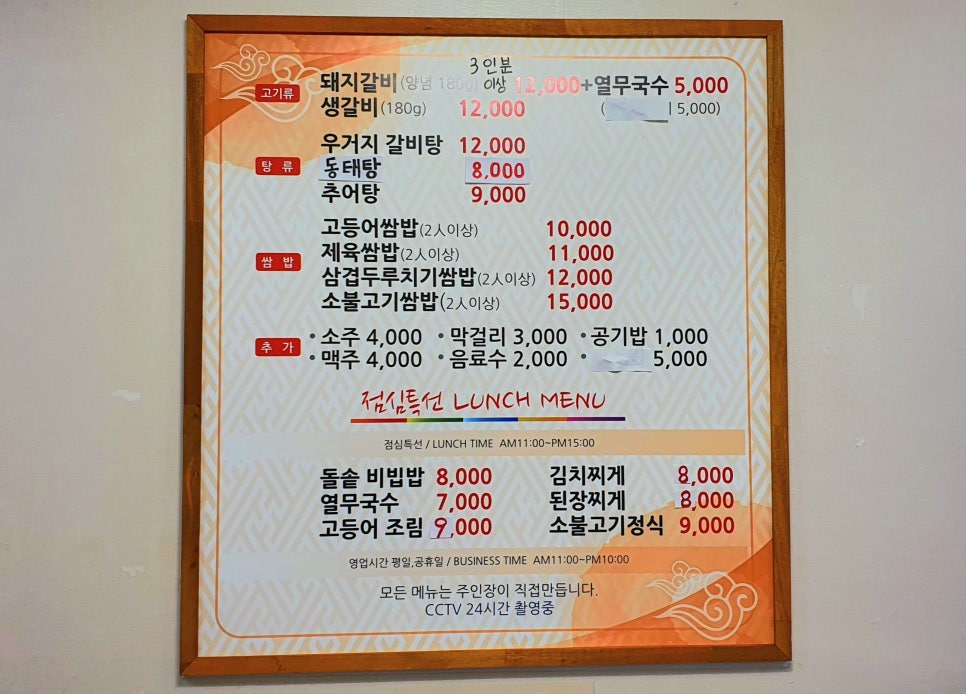 3인분
고기류 돼지갈비(양념 180g) 이상 12,000+열무국수 5,000
생갈비(180g) 12,000 ( 5,000)
우거지 갈비탕 12,000
탕 류 동태탕 8,000
추어탕 9,000
고등어쌈밥(2人이상) 10,000
제육쌈밥(2人이상) 11,000
쌈 밥 삼겹두루치기쌈밥(2人이상) 12,000
소불고기쌈밥(2人이상) 15,000
추 가 •소주 4,000 •막걸리 3,000 •공기밥 1,000
•맥주 4,000 •음료수 2,000 • 5,000
점심특선 LUNCH MENU
점심특선 / LUNCH TIME AM11:00~PM15:00
돌솥 비빕밥 8,000 김치찌게 8,000
열무국수 7,000 된장찌게 8,000
고등어 조림 9,000 소불고기정식 9,000
영업시간 평일,공휴일 / BUSINESS TIME AM11:00~PM10:00
모든 메뉴는 주인장이 직접만듭니다.
CCTV 24시간 촬영중